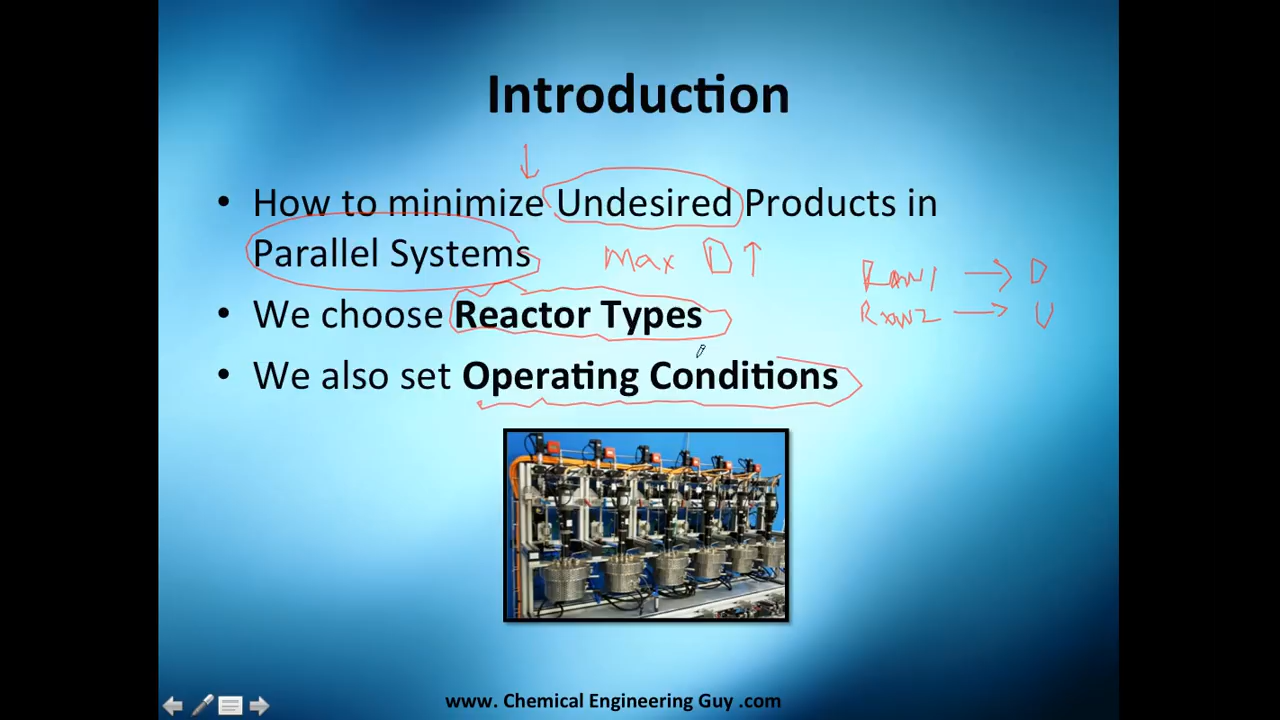 Introduction
• How to minimize Undesired Products in
Parallel Systems
max D↑
Rxn1 → D
Rxn2 → U
• We choose Reactor Types
• We also set Operating Conditions
www. Chemical Engineering Guy .com